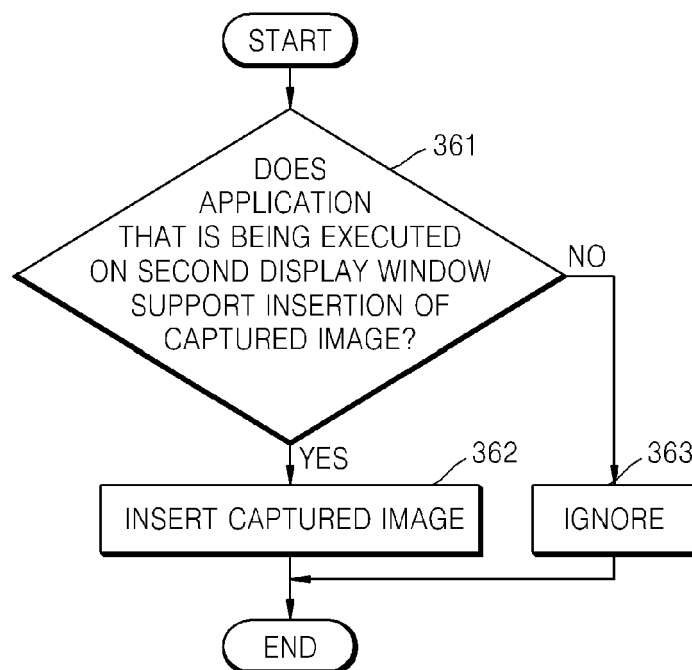 START
361
DOES
APPLICATION
THAT IS BEING EXECUTED
ON SECOND DISPLAY WINDOW
SUPPORT INSERTION OF
CAPTURED IMAGE?
NO
YES
362
363
INSERT CAPTURED IMAGE
IGNORE
END